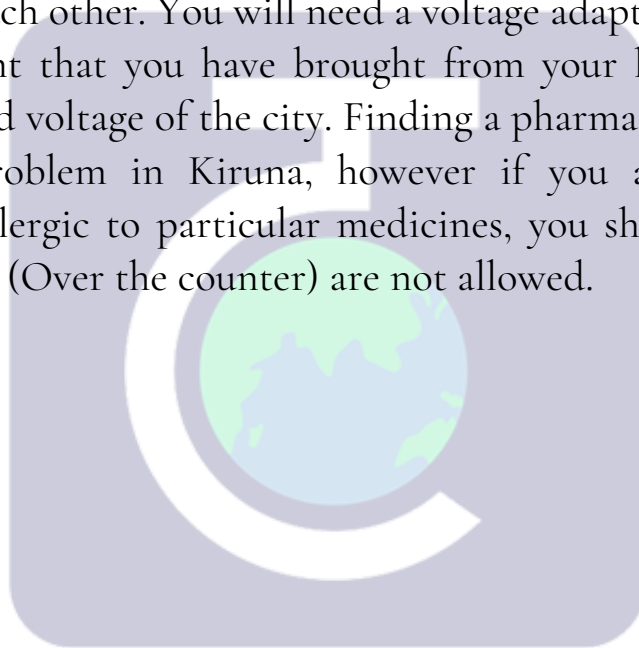 ch other. You will need a voltage adapt
nt that you have brought from your
d voltage of the city. Finding a pharma
roblem in Kiruna, however if you a
lergic to particular medicines, you sh
(Over the counter) are not allowed.